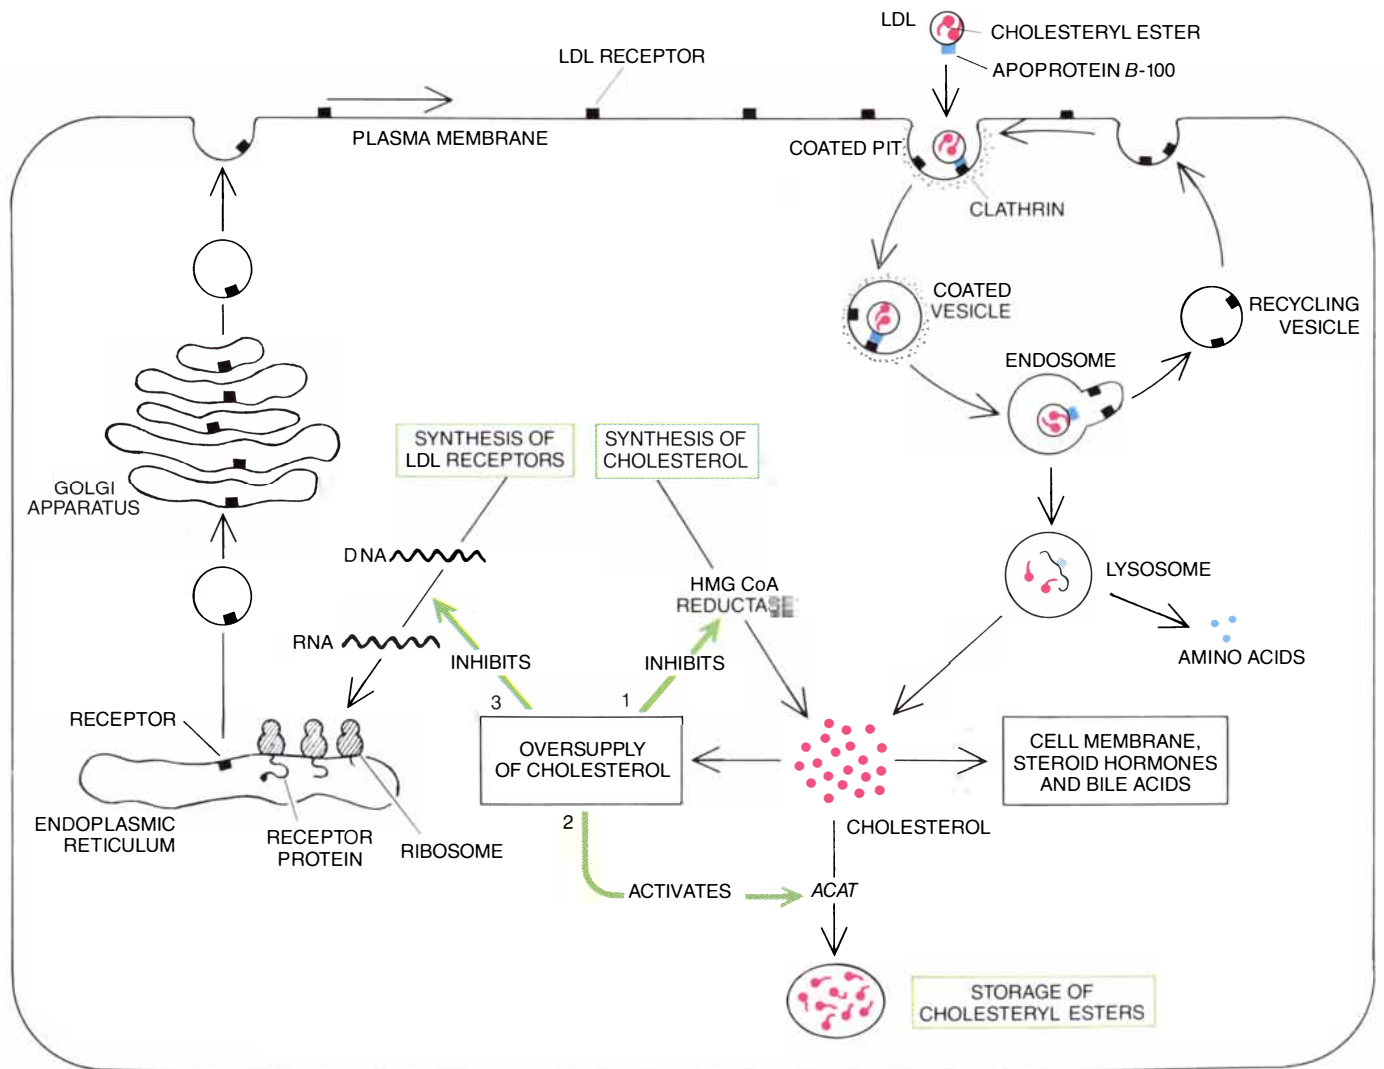 LDL
CHOLESTERYL ESTER
APOPROTEIN B-100
LDL RECEPTOR
PLASMA MEMBRANE
COATED PIT
CLATHRIN
COATED
VESICLE
RECYCLING
VESICLE
ENDOSOME
SYNTHESIS OF
LDL RECEPTORS
SYNTHESIS OF
CHOLESTEROL
GOLGI
APPARATUS
DNA
HMG CoA
REDUCTASE
LYSOSOME
RNA
INHIBITS
INHIBITS
AMINO ACIDS
3
1
RECEPTOR
OVERSUPPLY
OF CHOLESTEROL
CELL MEMBRANE,
STEROID HORMONES
AND BILE ACIDS
2
CHOLESTEROL
ENDOPLASMIC
RETICULUM
RECEPTOR
PROTEIN
RIBOSOME
ACTIVATES
ACAT
STORAGE OF
CHOLESTERYL ESTERS